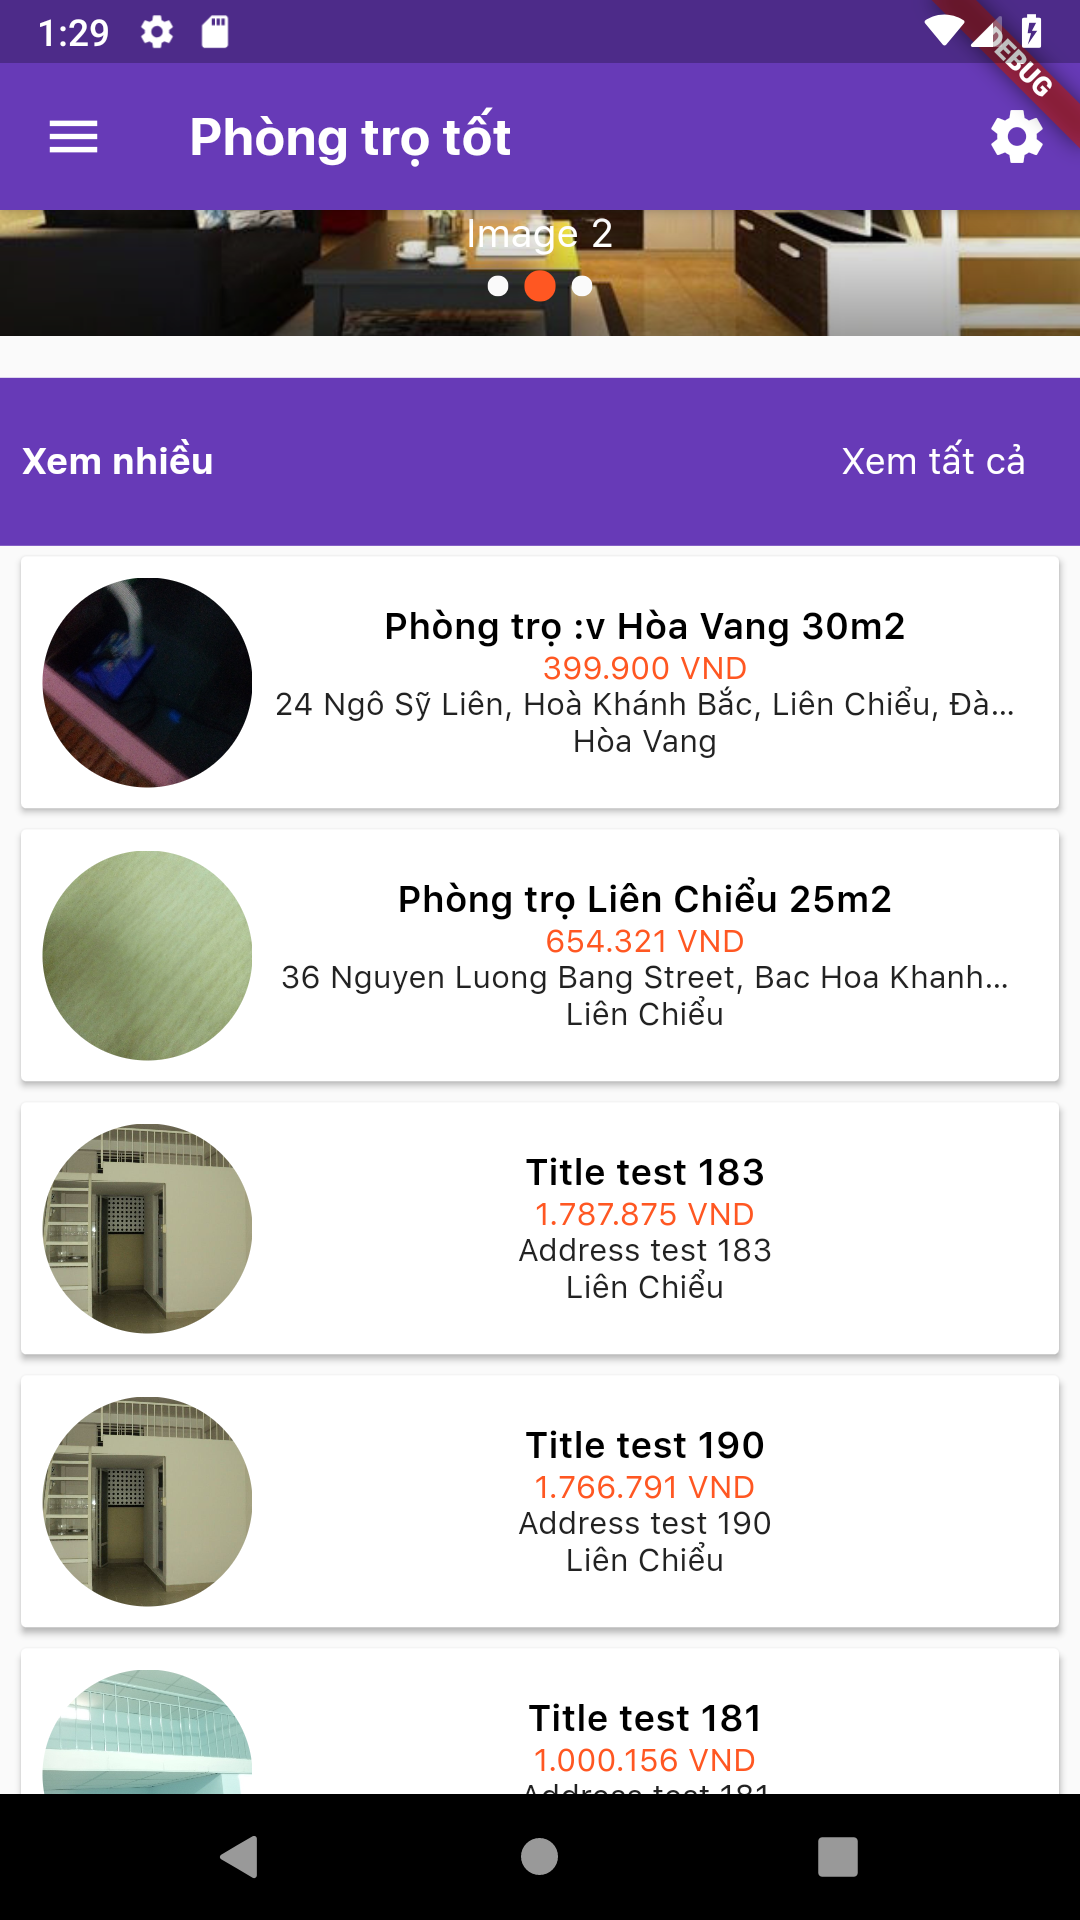 1:29
DEBUG
Phòng trọ tốt
Image 2
Xem nhiều
Xem tất cả
Phòng trọ :v Hòa Vang 30m2
399.900 VND
24 Ngô Sỹ Liên, Hoà Khánh Bắc, Liên Chiểu, Đà...
Hòa Vang
Phòng trọ Liên Chiểu 25m2
654.321 VND
36 Nguyen Luong Bang Street, Bac Hoa Khanh...
Liên Chiểu
Title test 183
1.787.875 VND
Address test 183
Liên Chiểu
Title test 190
1.766.791 VND
Address test 190
Liên Chiểu
Title test 181
1.000.156 VND
Address test 181